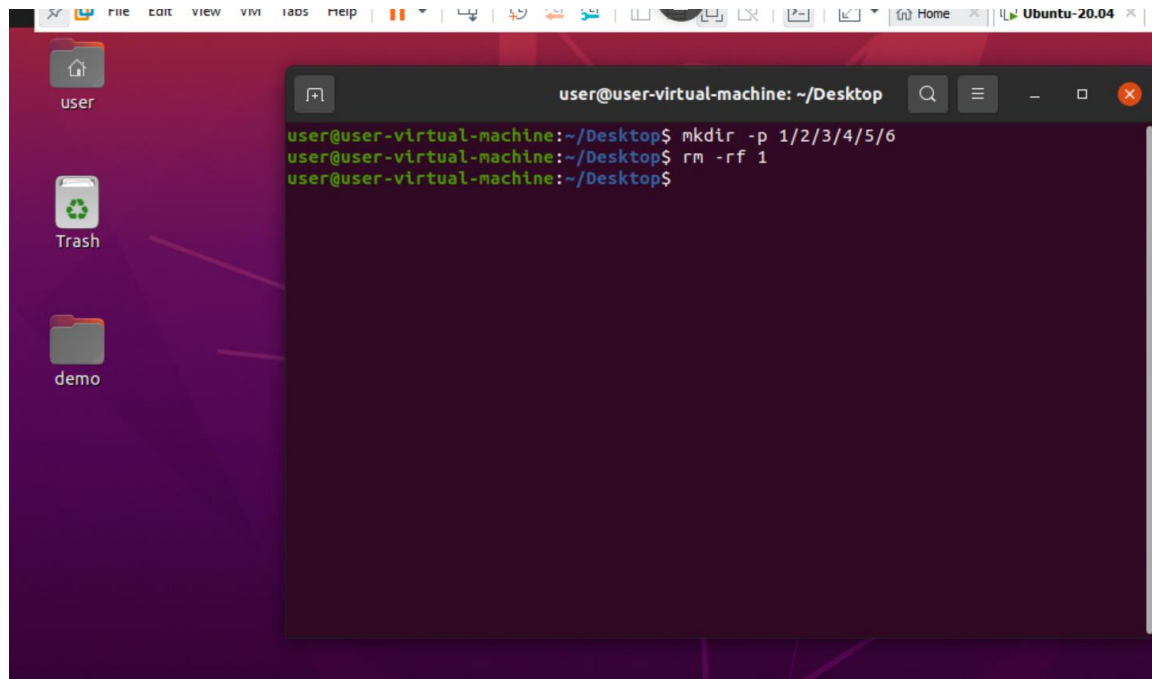 File Edit View VM Tabs Help Home Ubuntu-20.04
user
user@user-virtual-machine: ~/Desktop
user@user-virtual-machine:~/Desktop$ mkdir -p 1/2/3/4/5/6
user@user-virtual-machine:~/Desktop$ rm -rf 1
user@user-virtual-machine:~/Desktop$
Trash
demo